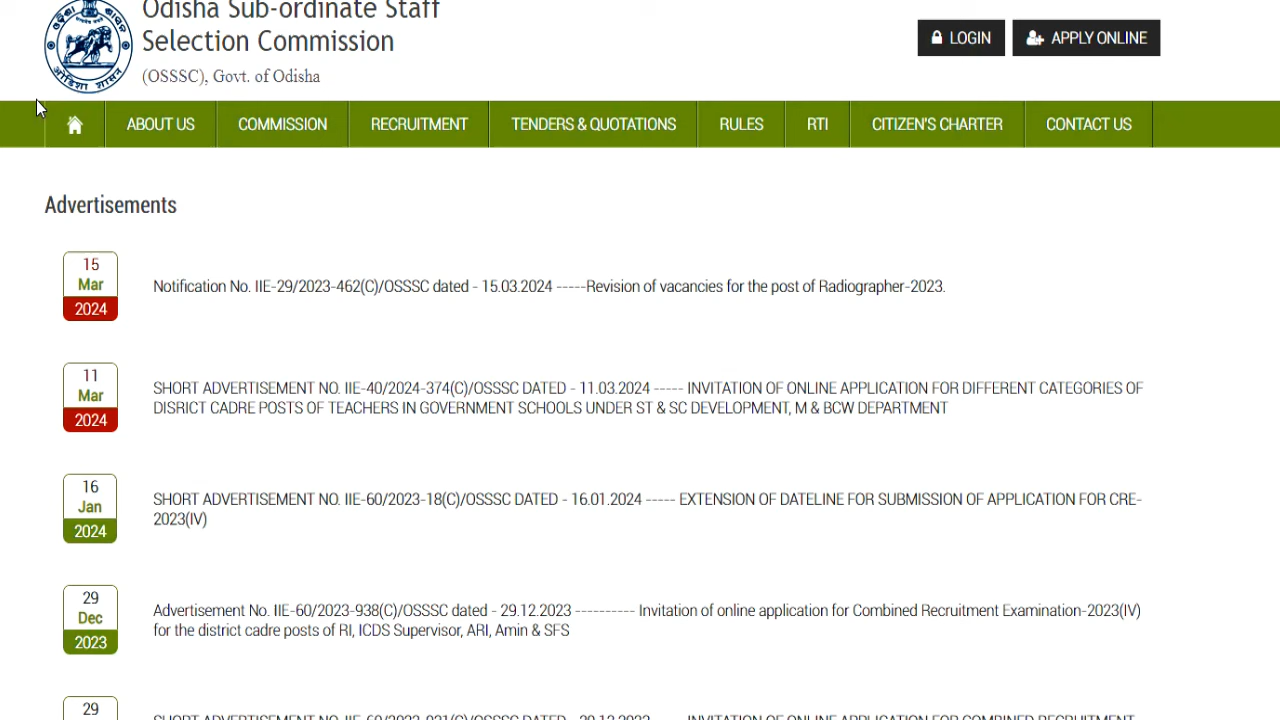 Odisha Sub-ordinate Staff
Selection Commission
(OSSSC), Govt. of Odisha
LOGIN
APPLY ONLINE
ABOUT US
COMMISSION
RECRUITMENT
TENDERS & QUOTATIONS
RULES
RTI
CITIZEN'S CHARTER
CONTACT US
Advertisements
15
Mar
2024
Notification No. IIE-29/2023-462(C)/OSSSC dated - 15.03.2024 -----Revision of vacancies for the post of Radiographer-2023.
11
Mar
2024
SHORT ADVERTISEMENT NO. IIE-40/2024-374(C)/OSSSC DATED - 11.03.2024 ----- INVITATION OF ONLINE APPLICATION FOR DIFFERENT CATEGORIES OF
DISRICT CADRE POSTS OF TEACHERS IN GOVERNMENT SCHOOLS UNDER ST & SC DEVELOPMENT, M & BCW DEPARTMENT
16
Jan
2024
SHORT ADVERTISEMENT NO. IIE-60/2023-18(C)/OSSSC DATED - 16.01.2024 ----- EXTENSION OF DATELINE FOR SUBMISSION OF APPLICATION FOR CRE-
2023(IV)
29
Dec
2023
Advertisement No. IIE-60/2023-938(C)/OSSSC dated - 29.12.2023 ---------- Invitation of online application for Combined Recruitment Examination-2023(IV)
for the district cadre posts of RI, ICDS Supervisor, ARI, Amin & SFS
29